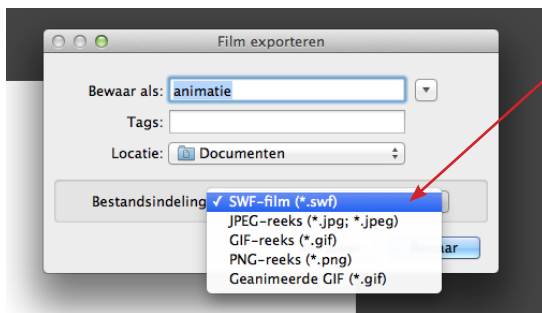 Film exporteren
Bewaar als: animatie
Tags:
Locatie: Documenten
Bestandsindeling
✓ SWF-film (*.swf)
JPEG-reeks (*.jpg; *.jpeg)
GIF-reeks (*.gif)
PNG-reeks (*.png)
Geanimeerde GIF (*.gif)